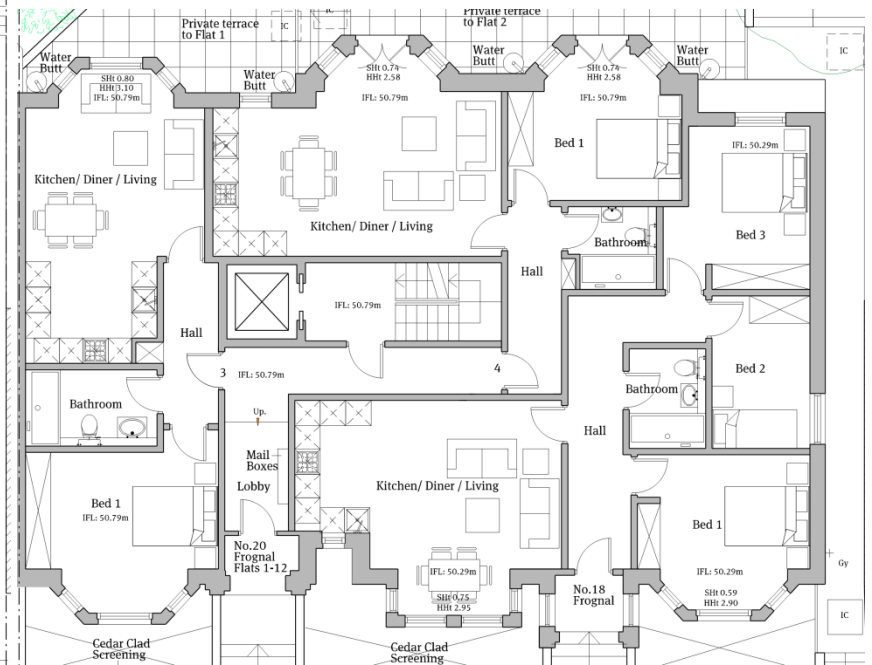 Private terrace
to Flat 1
IC
IC
Private terrace
to Flat 2
IC
Water
Butt
SHt 0.80
HHt 3.10
IFL: 50.79m
Water
Butt
SHt 0.74
HHt 2.58
IFL: 50.79m
Water
Butt
SHt 0.74
HHt 2.58
IFL: 50.79m
Water
Butt
Kitchen/ Diner / Living
Kitchen/ Diner / Living
Bed 1
IFL: 50.29m
Bed 3
Bathroom
Hall
IFL: 50.79m
Hall
3
IFL: 50.79m
4
Bed 2
Bathroom
Bathroom
Up.
Hall
Mail
Boxes
Lobby
Kitchen/ Diner / Living
Bed 1
IFL: 50.79m
Bed 1
IFL: 50.29m
No.20
Frognal
Flats 1-12
IFL: 50.29m
SHt 0.75
HHt 2.95
No.18
Frognal
SHt 0.59
HHt 2.90
Gy
IC
Cedar Clad
Screening
Cedar Clad
Screening